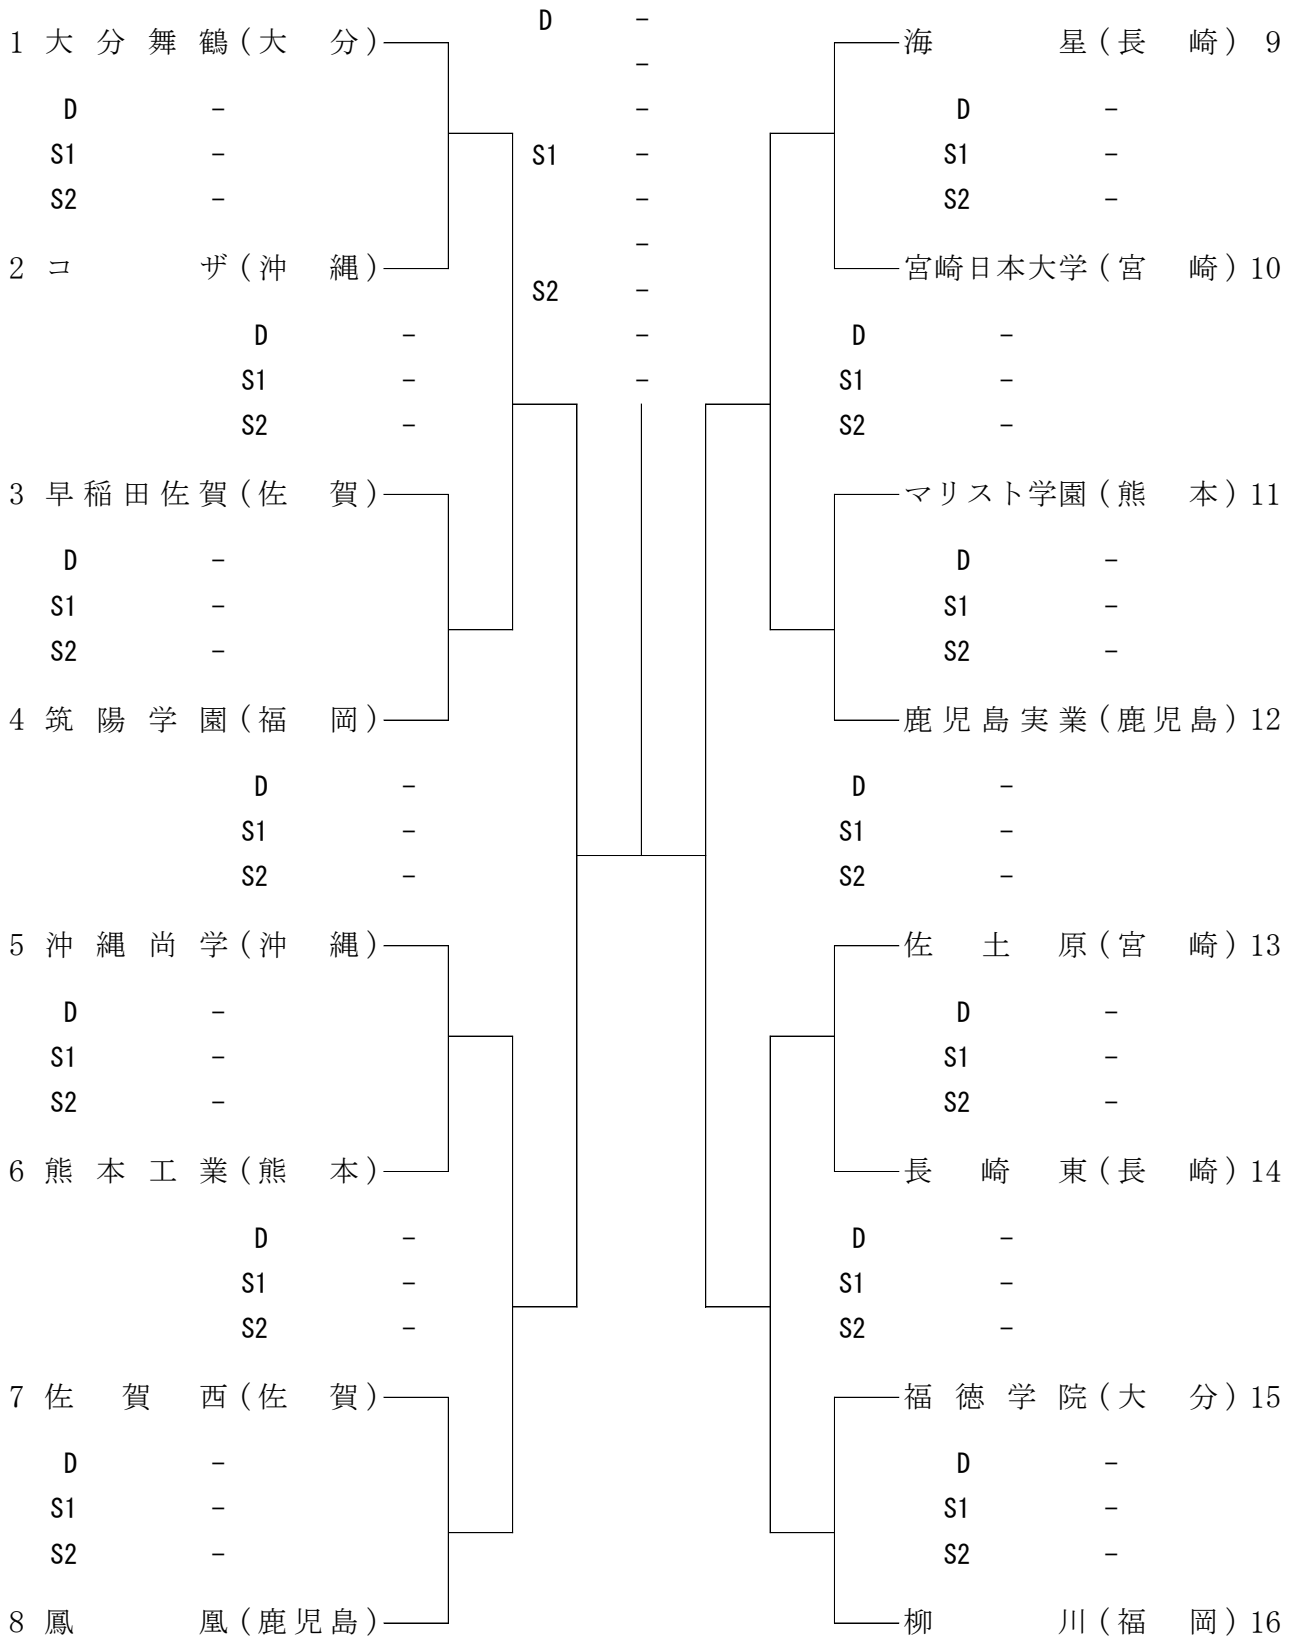 D -
1 大分舞鶴(大 分) 海 星(長 崎) 9
-
D - - D -
S1 - S1 - S1 -
S2 - - S2 -
-
2 コ ザ(沖 縄) 宮崎日本大学(宮 崎)10
S2 -
D - - D -
S1 - - S1 -
S2 - S2 -
3 早稲田佐賀(佐 賀) マリスト学園(熊 本)11
D - D -
S1 - S1 -
S2 - S2 -
4 筑陽学園(福 岡) 鹿児島実業(鹿児島)12
D - D -
S1 - S1 -
S2 - S2 -
5 沖縄尚学(沖 縄) 佐土原(宮 崎)13
D - D -
S1 - S1 -
S2 - S2 -
6 熊本工業(熊 本) 長崎東(長 崎)14
D - D -
S1 - S1 -
S2 - S2 -
7 佐賀西(佐 賀) 福徳学院(大 分)15
D - D -
S1 - S1 -
S2 - S2 -
8 鳳 凰(鹿児島) 柳 川(福 岡)16